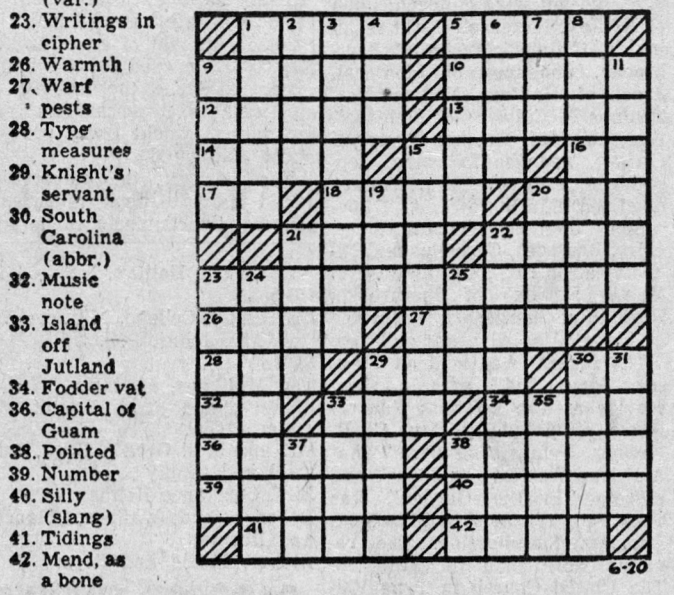 (var.)
23. Writings in
cipher
26. Warmth
27. Warf
pests
28. Type
measures
29. Knight's
servant
30. South
Carolina
(abbr.)
32. Music
note
33. Island
off
Jutland
34. Fodder vat
36. Capital of
Guam
38. Pointed
39. Number
40. Silly
(slang)
41. Tidings
42. Mend, as
a bone
1 2 3 4 5 6 7 8
9 10 11
12 13
14 15 16
17 18 19 20
21 22
23 24 25
26 27
28 29 30 31
32 33 34 35
36 37 38
39 40
41 42
6-20